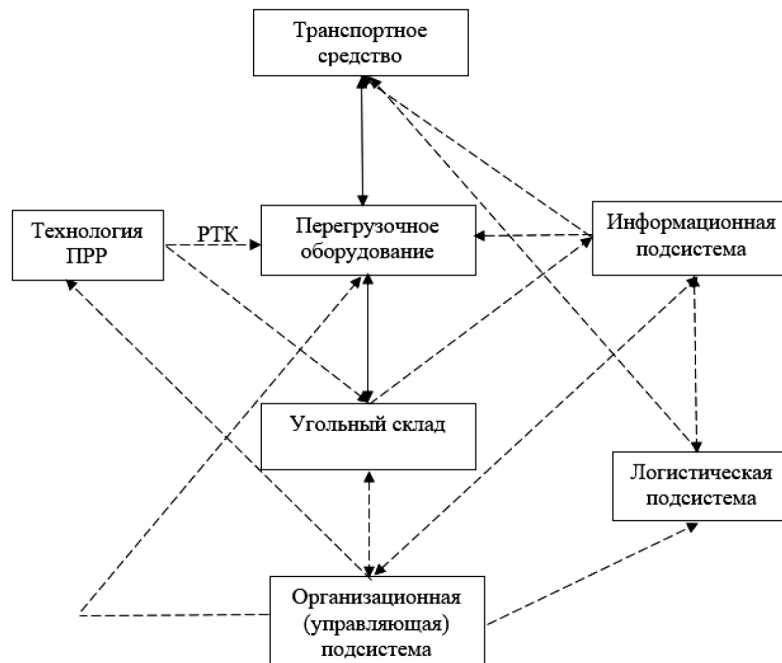 Транспортное
средство
Технология
ПРР
РТК
Перегрузочное
оборудование
Информационная
подсистема
Угольный склад
Логистическая
подсистема
Организационная
(управляющая)
подсистема